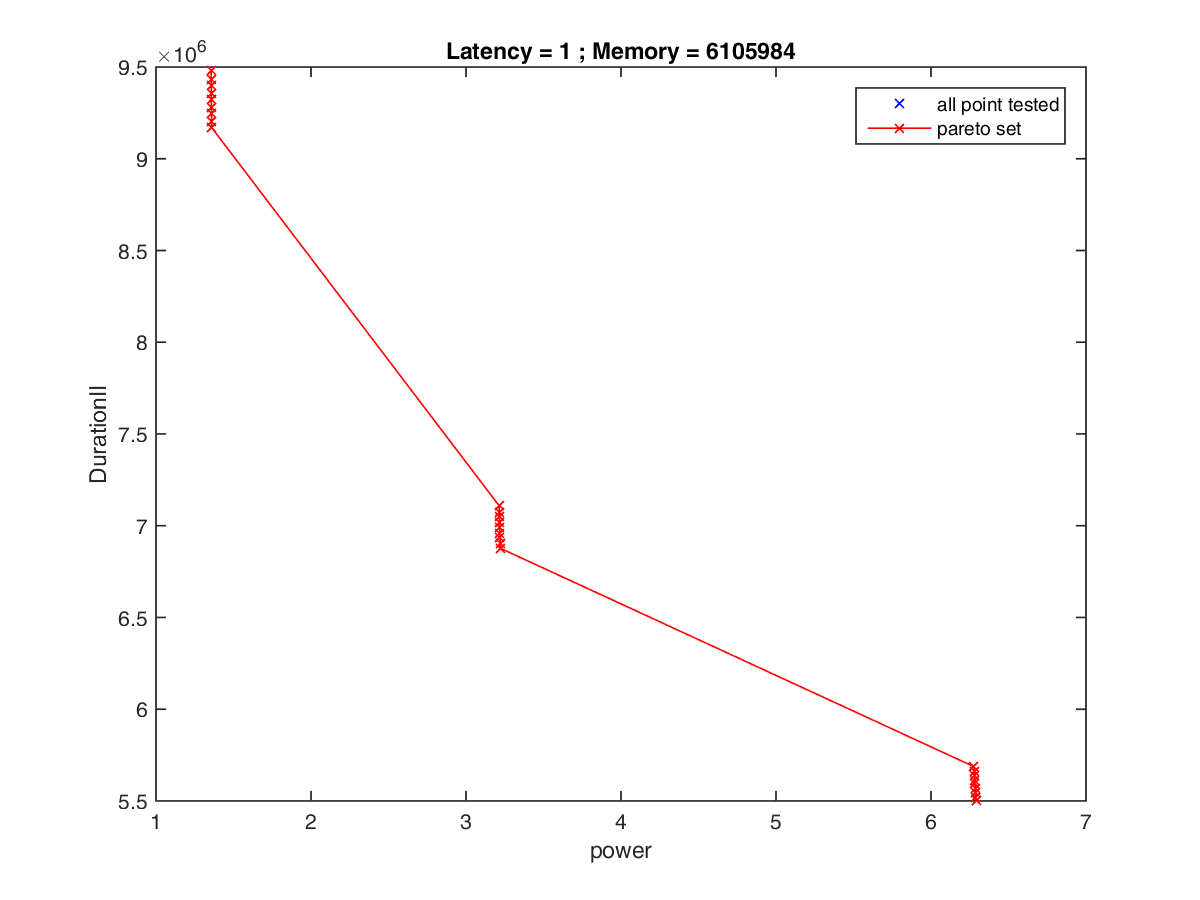 Latency = 1 ; Memory = 6105984
×10^6
9.5
9
8.5
8
7.5
7
6.5
6
5.5
DurationII
all point tested
pareto set
1 2 3 4 5 6 7
power